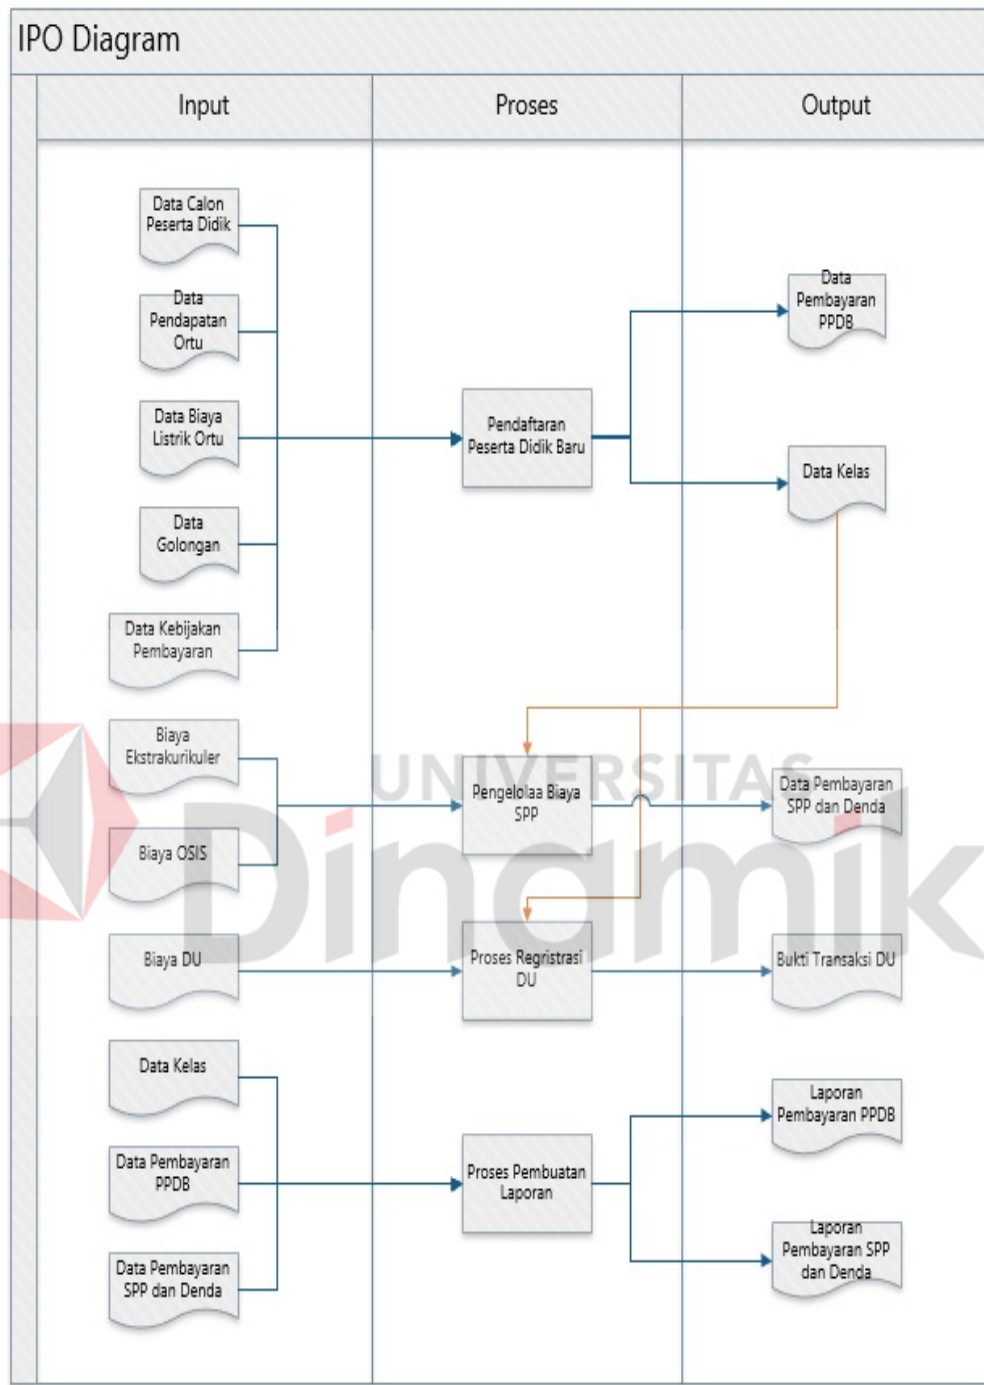 IPO Diagram
Input
Proses
Output
Data Calon
Peserta Didik
Data
Pendapatan
Ortu
Data Biaya
Listrik Ortu
Data
Golongan
Data Kebijakan
Pembayaran
Pendaftaran
Peserta Didik Baru
Data
Pembayaran
PPDB
Data Kelas
Biaya
Ekstrakurikuler
Biaya OSIS
Pengelolaa Biaya
SPP
Data Pembayaran
SPP dan Denda
Biaya DU
Proses Regristrasi
DU
Bukti Transaksi DU
Data Kelas
Data Pembayaran
PPDB
Data Pembayaran
SPP dan Denda
Proses Pembuatan
Laporan
Laporan
Pembayaran PPDB
Laporan
Pembayaran SPP
dan Denda
UNIVERSITAS
Dinamik